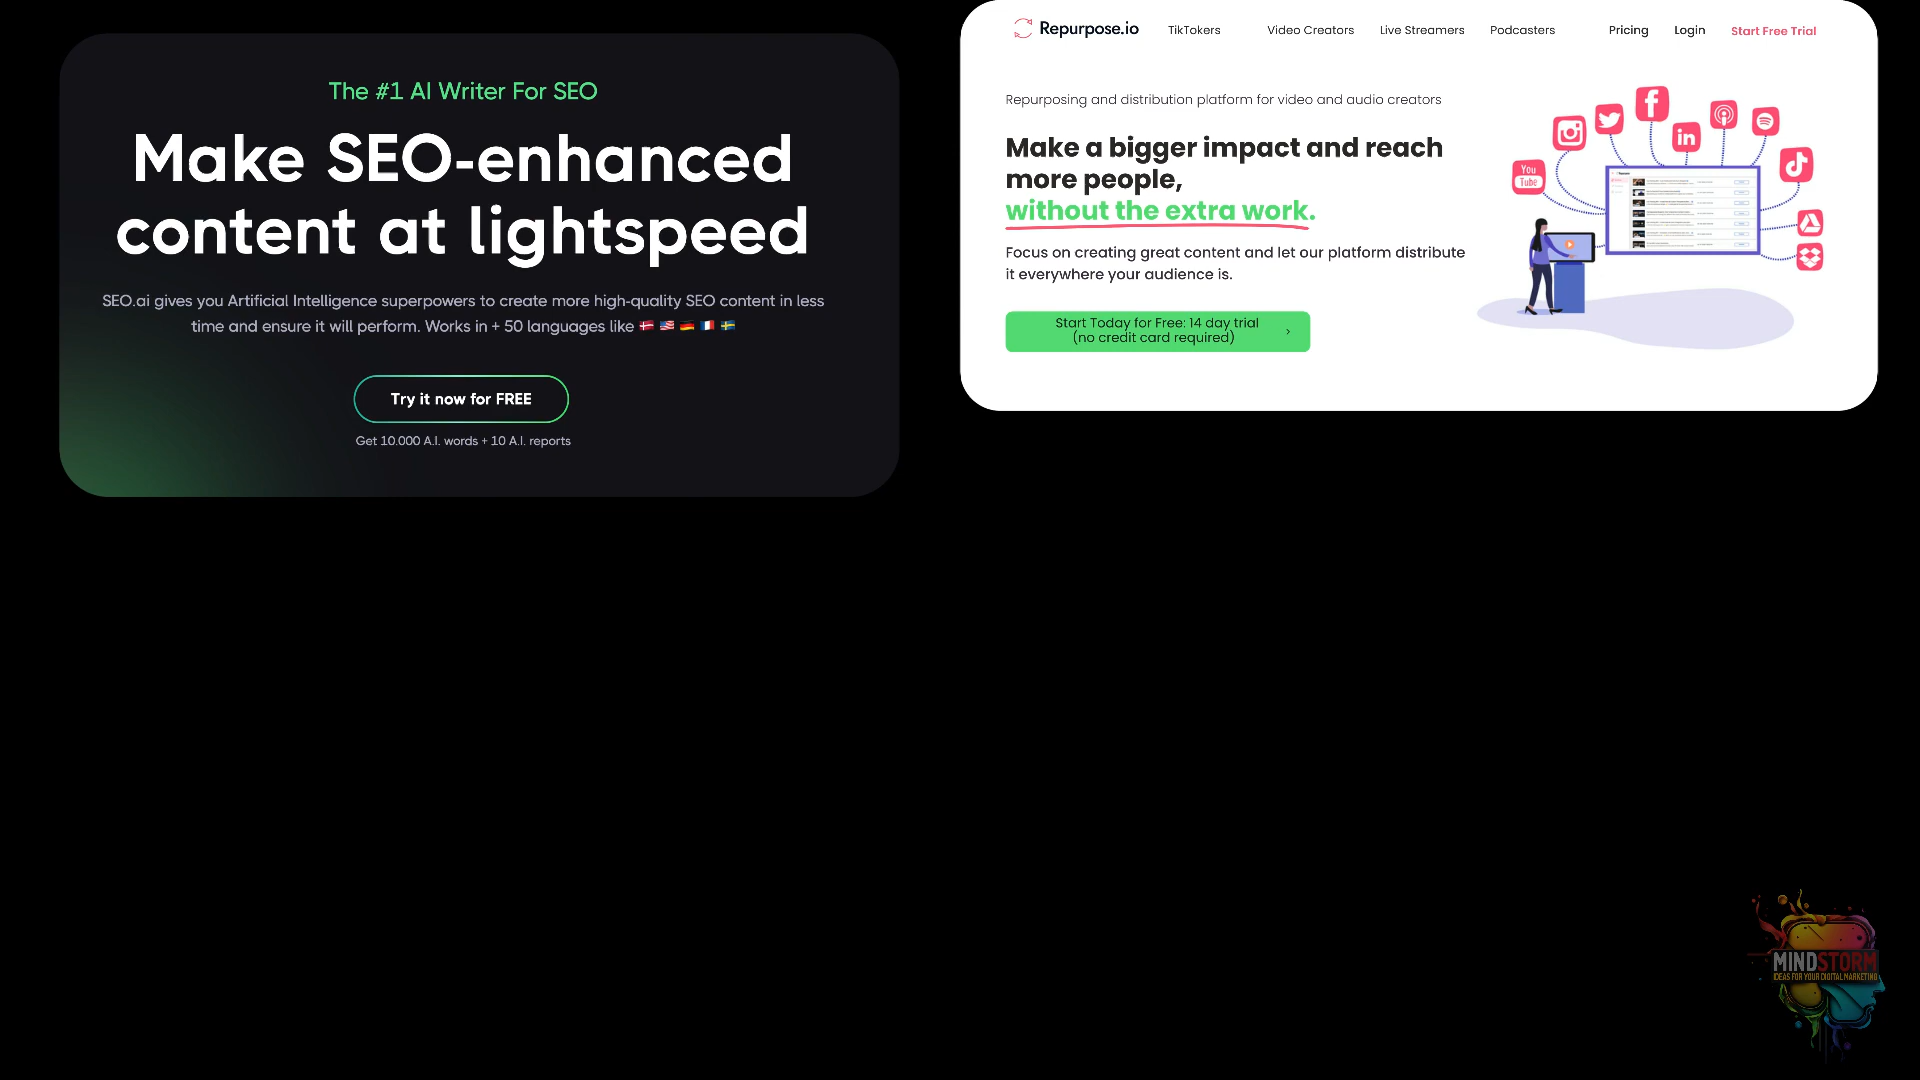 The #1 AI Writer For SEO
Make SEO-enhanced
content at lightspeed
SEO.ai gives you Artificial Intelligence superpowers to create more high-quality SEO content in less
time and ensure it will perform. Works in + 50 languages like
Try it now for FREE
Get 10.000 A.I. words + 10 A.I. reports
Repurpose.io TikTokers Video Creators Live Streamers Podcasters Pricing Login Start Free Trial
Repurposing and distribution platform for video and audio creators
Make a bigger impact and reach
more people,
without the extra work.
Focus on creating great content and let our platform distribute
it everywhere your audience is.
Start Today for Free: 14 day trial
(no credit card required)
You
Tube
in
MINDSTORM
IDEAS FOR YOUR DIGITAL MARKETING